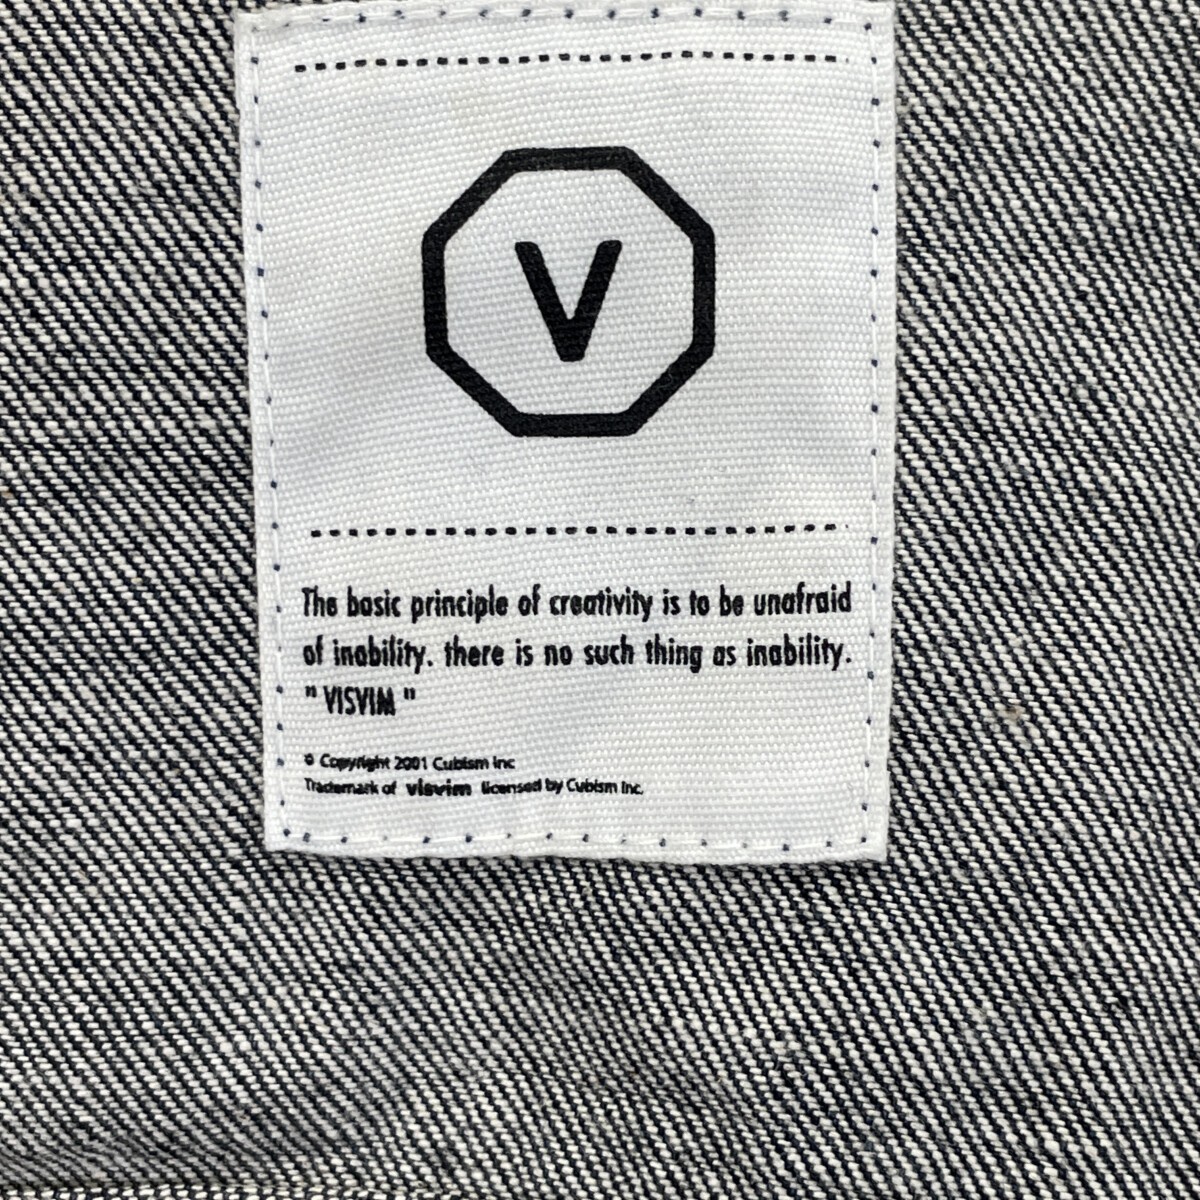 V
The basic principle of creativity is to be unafraid
of inability. there is no such thing as inability.
" VISVIM "
© Copyright 2001 Cubism Inc
Trademark of visvim licensed by Cubism Inc.